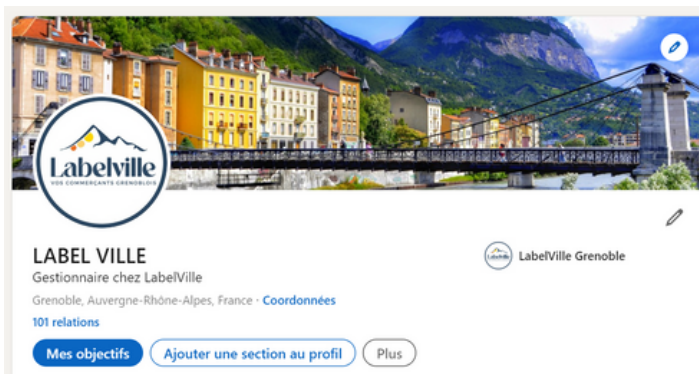 Labelville
VOS COMMERÇANTS GRENOBLOIS
LABEL VILLE
Gestionnaire chez LabelVille
Grenoble, Auvergne-Rhône-Alpes, France · Coordonnées
101 relations
Labelville
LabelVille Grenoble
Mes objectifs
Ajouter une section au profil
Plus